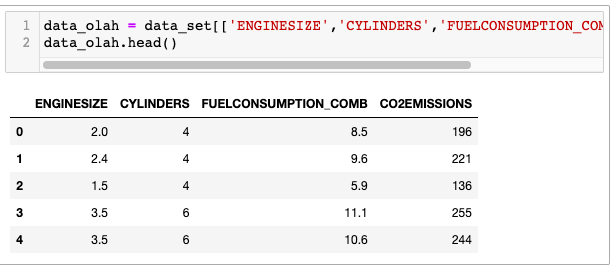 1 data_olah = data_set[['ENGINESIZE','CYLINDERS','FUELCONSUMPTION_COM
2 data_olah.head()
ENGINESIZE CYLINDERS FUELCONSUMPTION_COMB CO2EMISSIONS
0 2.0 4 8.5 196
1 2.4 4 9.6 221
2 1.5 4 5.9 136
3 3.5 6 11.1 255
4 3.5 6 10.6 244